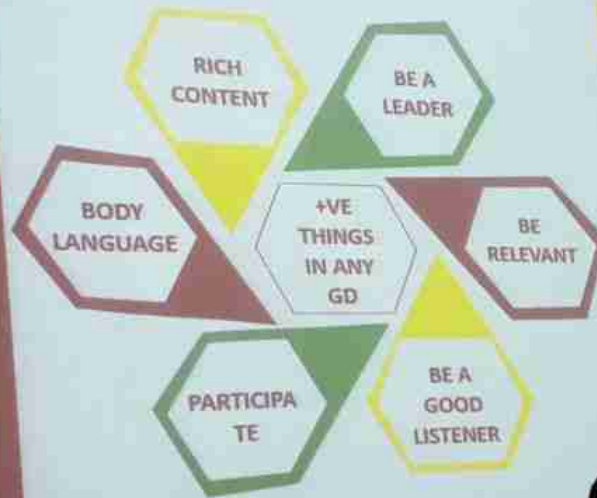 RICH
CONTENT
BE A
LEADER
BODY
LANGUAGE
+VE
THINGS
IN ANY
GD
BE
RELEVANT
PARTICIPA
TE
BE A
GOOD
LISTENER